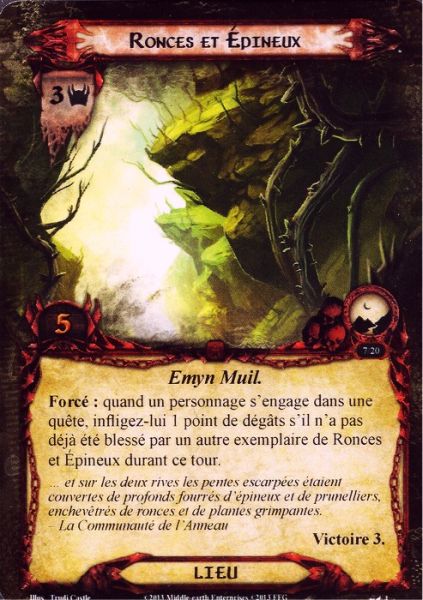 Ronces et Épineux
3
5
7/20
Emyn Muil.
Forcé : quand un personnage s'engage dans une
quête, infligez-lui 1 point de dégâts s'il n'a pas
déjà été blessé par un autre exemplaire de Ronces
et Épineux durant ce tour.
... et sur les deux rives les pentes escarpées étaient
couvertes de profonds fourrés d'épineux et de prunelliers,
enchevêtrés de ronces et de plantes grimpantes.
– La Communauté de l'Anneau
Victoire 3.
LIEU
Illus. Trudi Castle ©2013 Middle-earth Enterprises ©2013 FFG